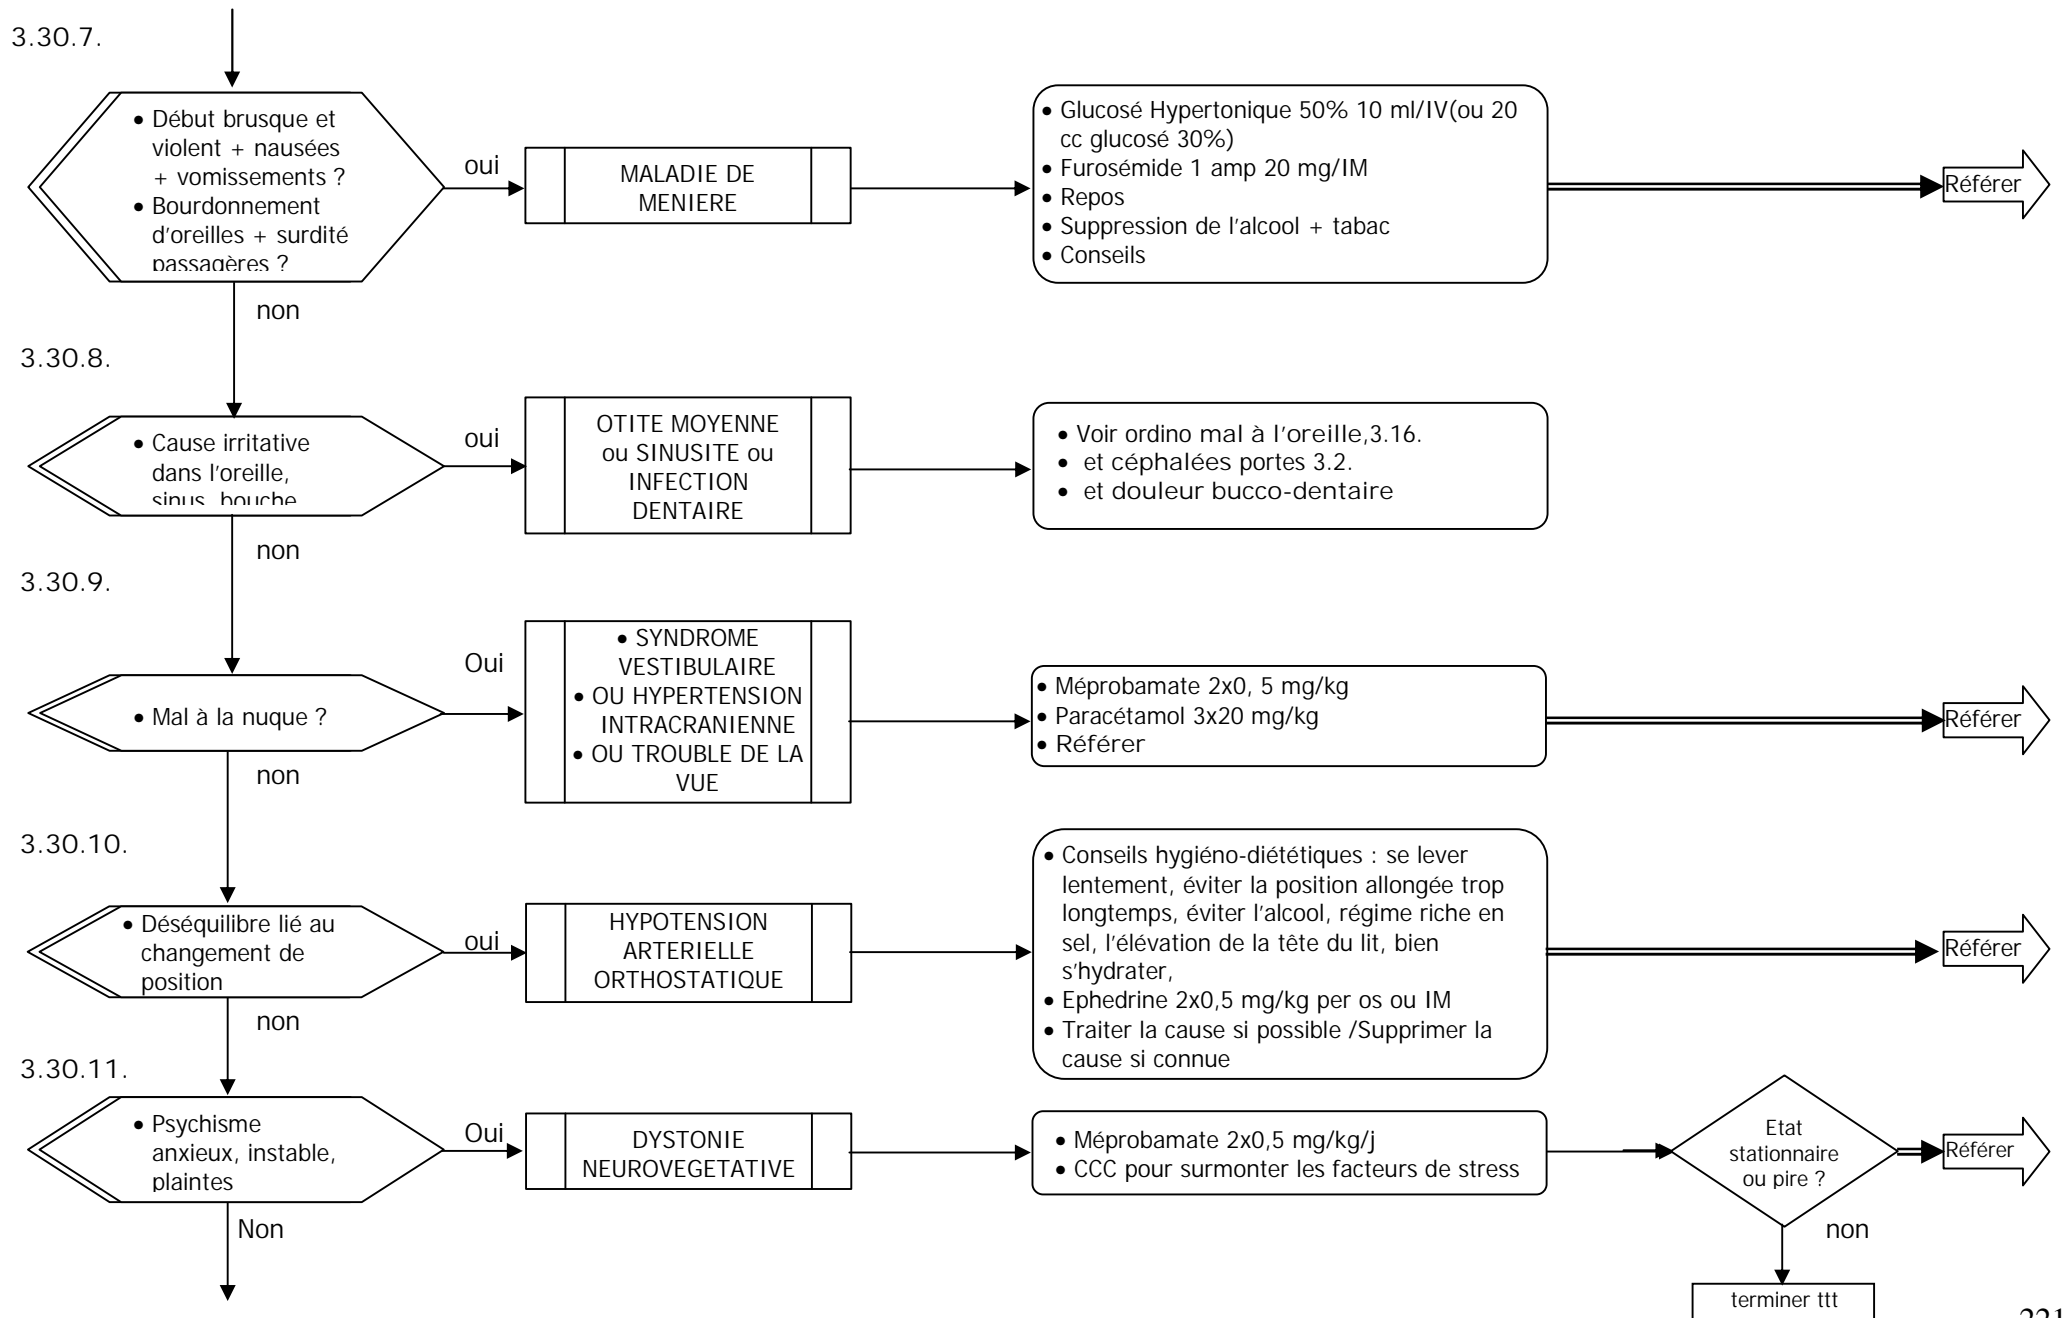 3.30.7.
• Début brusque et
violent + nausées
+ vomissements ?
• Bourdonnement
d'oreilles + surdité
passagères ?
oui
MALADIE DE
MENIERE
• Glucosé Hypertonique 50% 10 ml/IV(ou 20
cc glucosé 30%)
• Furosémide 1 amp 20 mg/IM
• Repos
• Suppression de l'alcool + tabac
• Conseils
Référer
non
3.30.8.
• Cause irritative
dans l'oreille,
sinus, bouche
oui
OTITE MOYENNE
ou SINUSITE ou
INFECTION
DENTAIRE
• Voir ordino mal à l'oreille,3.16.
• et céphalées portes 3.2.
• et douleur bucco-dentaire
non
3.30.9.
• Mal à la nuque ?
Oui
• SYNDROME
VESTIBULAIRE
• OU HYPERTENSION
INTRACRANIENNE
• OU TROUBLE DE LA
VUE
• Méprobamate 2x0, 5 mg/kg
• Paracétamol 3x20 mg/kg
• Référer
Référer
non
3.30.10.
• Déséquilibre lié au
changement de
position
oui
HYPOTENSION
ARTERIELLE
ORTHOSTATIQUE
• Conseils hygiéno-diététiques : se lever
lentement, éviter la position allongée trop
longtemps, éviter l'alcool, régime riche en
sel, l'élévation de la tête du lit, bien
s'hydrater,
• Ephedrine 2x0,5 mg/kg per os ou IM
• Traiter la cause si possible /Supprimer la
cause si connue
Référer
non
3.30.11.
• Psychisme
anxieux, instable,
plaintes
Oui
DYSTONIE
NEUROVEGETATIVE
• Méprobamate 2x0,5 mg/kg/j
• CCC pour surmonter les facteurs de stress
Etat
stationnaire
ou pire ?
Référer
Non
non
terminer ttt